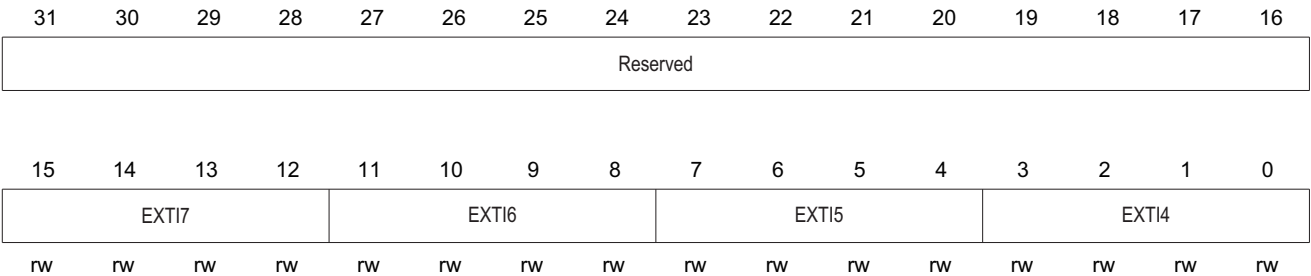 31 30 29 28 27 26 25 24 23 22 21 20 19 18 17 16
Reserved
15 14 13 12 11 10 9 8 7 6 5 4 3 2 1 0
EXTI7 EXTI6 EXTI5 EXTI4
rw rw rw rw rw rw rw rw rw rw rw rw rw rw rw rw